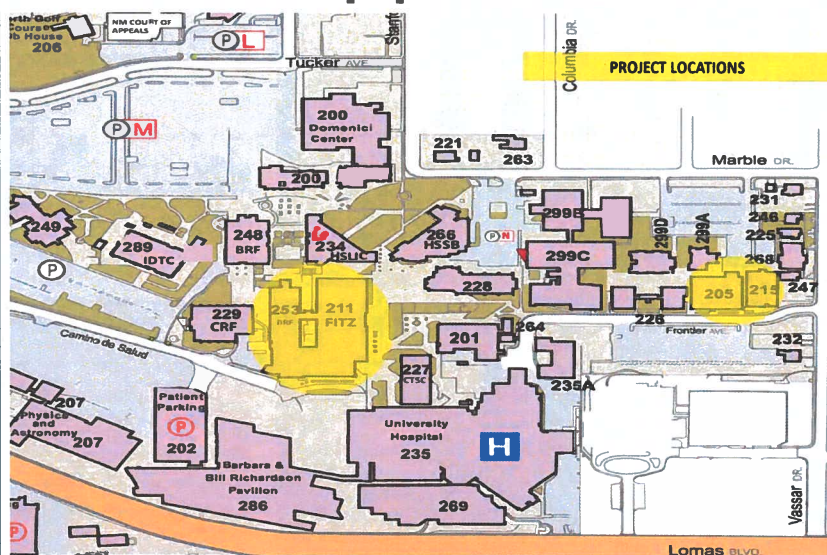 NM COURT OF
APPEALS
Course
206
P L
Tucker AVE
Columbia DR.
PROJECT LOCATIONS
P M
200
Domenici
Center
221
263
Marble DR.
200
231
246
225
268
247
249
289
IDTC
248
BRF
234
HSLIC
266
HSSB
P N
299B
299C
299D
299A
P
228
205
215
226
Frontier AVE
229
CRF
253
BRF
211
FITZ
201
264
232
Camino de Salud
227
CTSC
235A
207
Physics
and
Astronomy
207
Patient
Parking
P
202
University
Hospital
235
H
Barbara &
Bill Richardson
Pavilion
286
269
Vassar DR.
P
Lomas BLVD